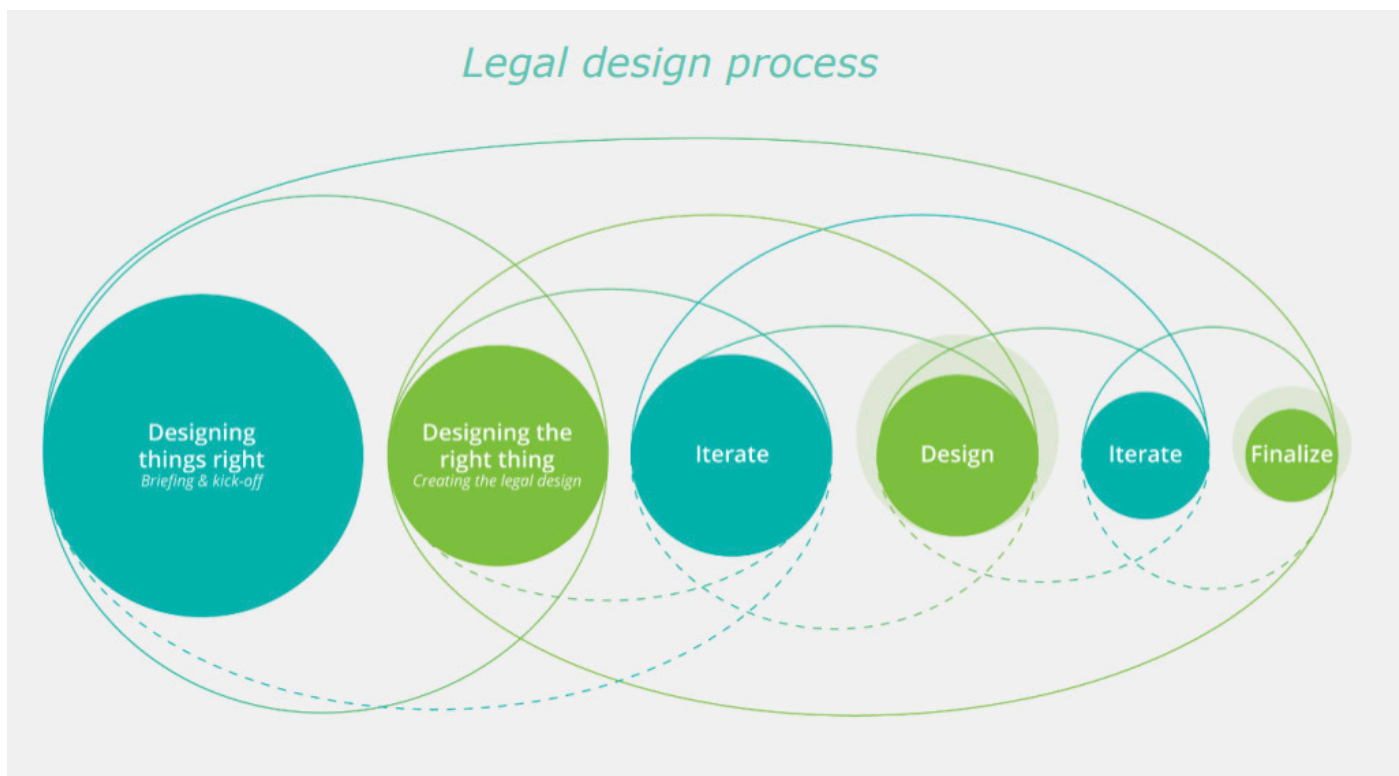 Legal design process
Designing
things right
Briefing & kick-off
Designing the
right thing
Creating the legal design
Iterate
Design
Iterate
Finalize